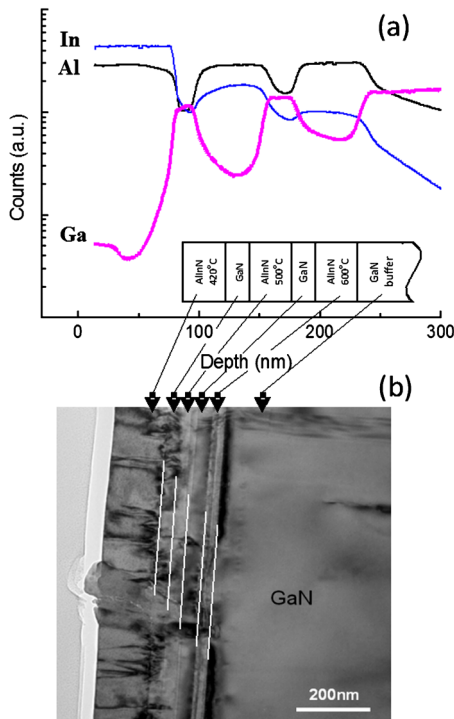 (a)
In
Al
Ga
Counts (a.u.)
AlInN 420°C
GaN
AlInN 500°C
GaN
AlInN 600°C
GaN buffer
0 100 200 300
Depth (nm)
(b)
GaN
200nm